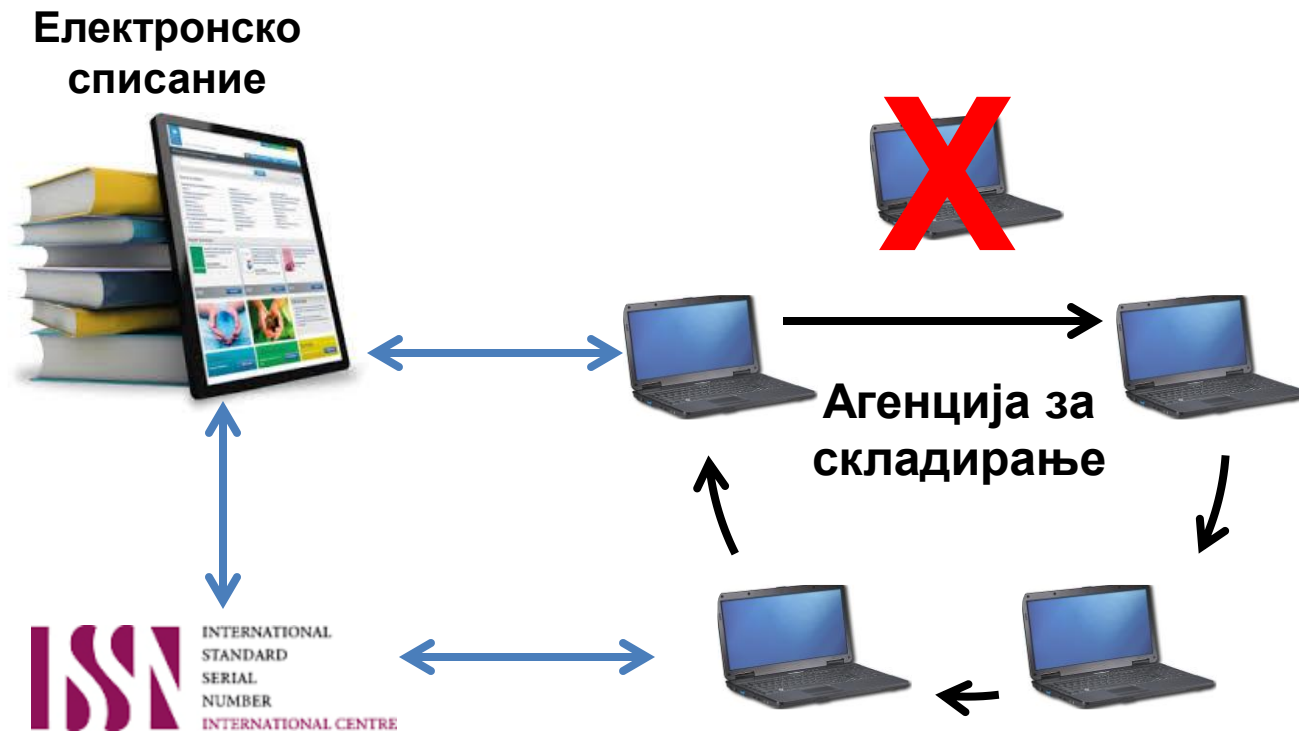 Електронско
списание
X
Агенција за
складирање
ISSN
INTERNATIONAL
STANDARD
SERIAL
NUMBER
INTERNATIONAL CENTRE